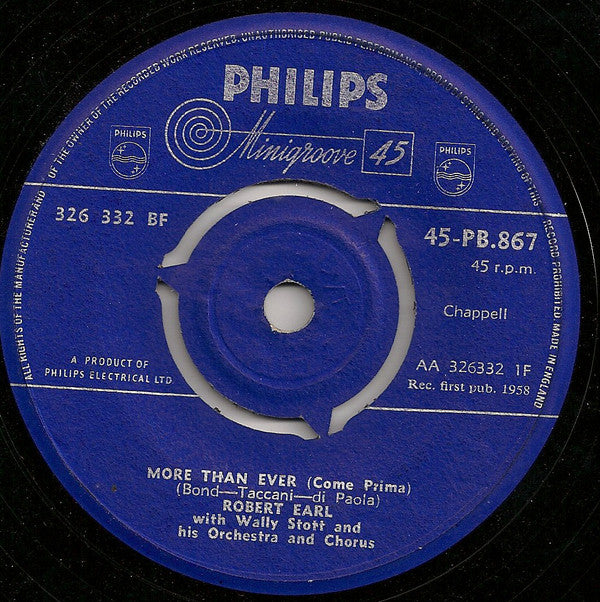 ALL RIGHTS OF THE MANUFACTURER AND OF THE OWNER OF THE RECORDED WORK RESERVED. UNAUTHORISED PUBLIC PERFORMANCE, BROADCASTING AND COPYING OF THIS RECORD PROHIBITED MADE IN ENGLAND
PHILIPS
Minigroove 45
PHILIPS
PHILIPS
326 332 BF
45-PB.867
45 r.p.m.
Chappell
A PRODUCT OF
PHILIPS ELECTRICAL LTD
AA 326332 1F
Rec. first pub. 1958
MORE THAN EVER (Come Prima)
(Bond—Taccani—di Paola)
ROBERT EARL
with Wally Stott and
his Orchestra and Chorus